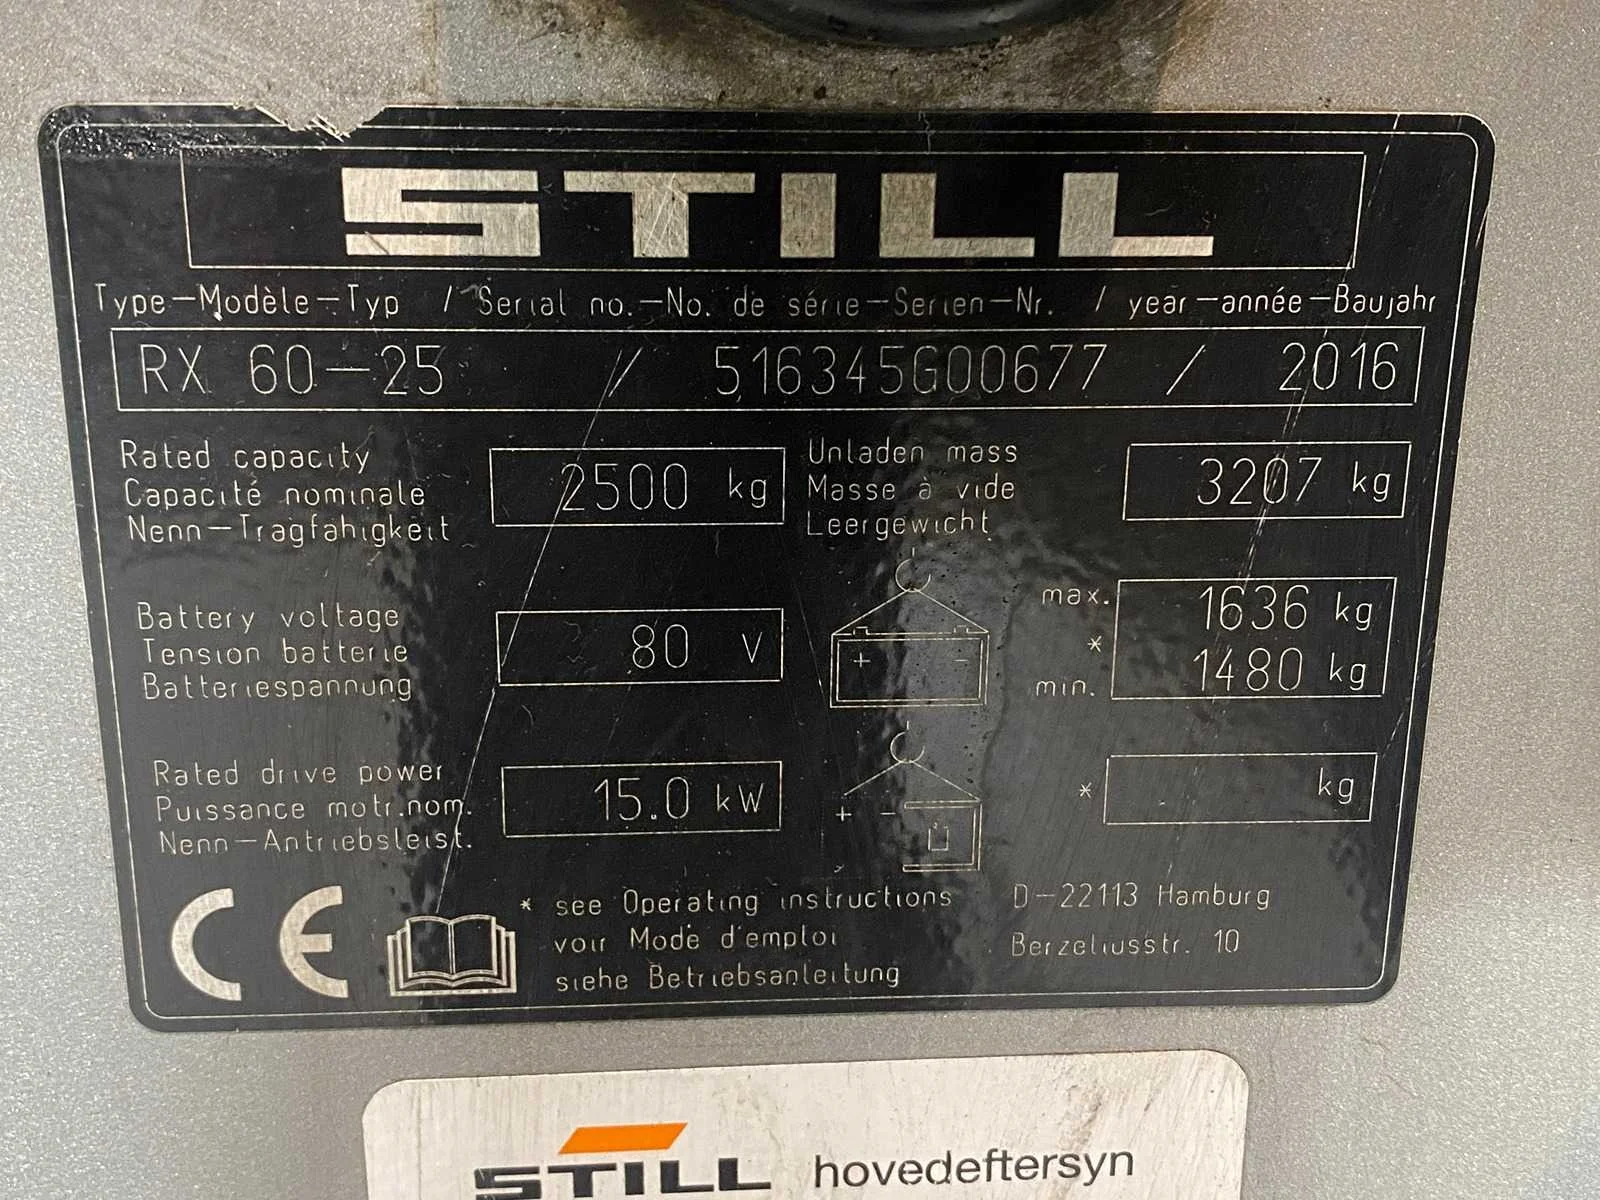 STILL
Type-Modèle-Typ / Serial no.-No. de série-Serien-Nr. / year-année-Baujahr
RX 60-25 / 516345G00677 / 2016
Rated capacity
Capacité nominale
Nenn-Tragfähigkeit
2500 kg
Unladen mass
Masse à vide
Leergewicht
3207 kg
Battery voltage
Tension batterie
Batteriespannung
80 V
+ -
max. 1636 kg
*
min. 1480 kg
Rated drive power
Puissance motr.nom.
Nenn-Antriebsleist.
15.0 kW
+ -
* kg
CE
* see Operating instructions
voir Mode d'emploi
siehe Betriebsanleitung
D-22113 Hamburg
Berzeliusstr. 10
STILL hovedeftersyn